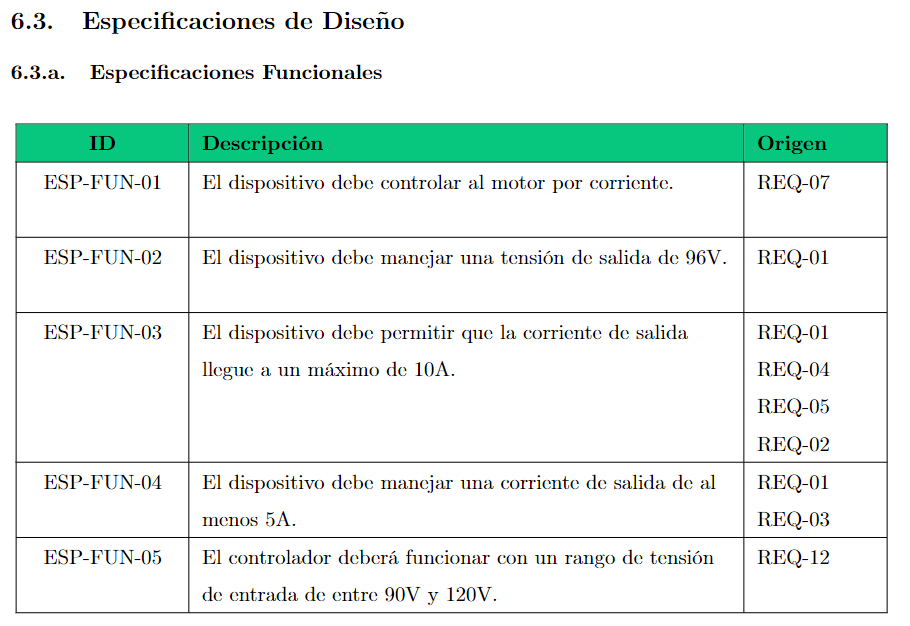 6.3. Especificaciones de Diseño
6.3.a. Especificaciones Funcionales
ID Descripción Origen
ESP-FUN-01 El dispositivo debe controlar al motor por corriente. REQ-07
ESP-FUN-02 El dispositivo debe manejar una tensión de salida de 96V. REQ-01
ESP-FUN-03 El dispositivo debe permitir que la corriente de salida REQ-01
llegue a un máximo de 10A. REQ-04
REQ-05
REQ-02
ESP-FUN-04 El dispositivo debe manejar una corriente de salida de al REQ-01
menos 5A. REQ-03
ESP-FUN-05 El controlador deberá funcionar con un rango de tensión REQ-12
de entrada de entre 90V y 120V.